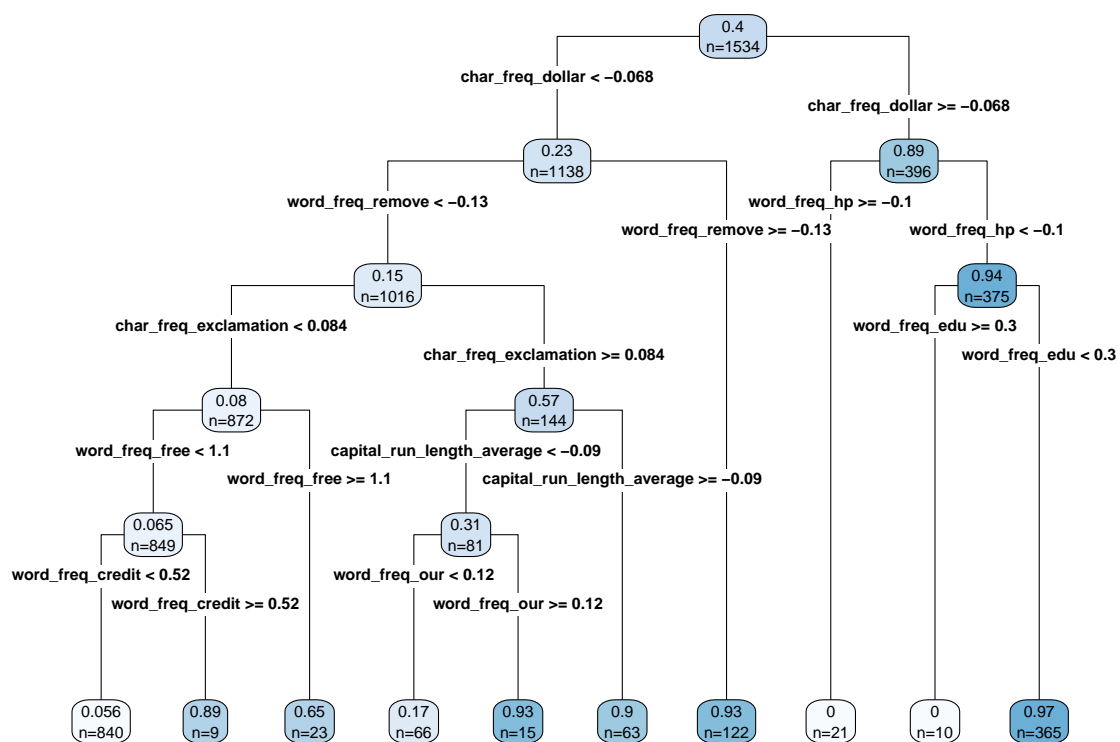 0.4
n=1534
char_freq_dollar < −0.068
char_freq_dollar >= −0.068
0.23
n=1138
0.89
n=396
word_freq_remove < −0.13
word_freq_remove >= −0.13
word_freq_hp >= −0.1
word_freq_hp < −0.1
0.15
n=1016
0.94
n=375
char_freq_exclamation < 0.084
char_freq_exclamation >= 0.084
word_freq_edu >= 0.3
word_freq_edu < 0.3
0.08
n=872
0.57
n=144
word_freq_free < 1.1
word_freq_free >= 1.1
capital_run_length_average < −0.09
capital_run_length_average >= −0.09
0.065
n=849
0.31
n=81
word_freq_credit < 0.52
word_freq_credit >= 0.52
word_freq_our < 0.12
word_freq_our >= 0.12
0.056
n=840
0.89
n=9
0.65
n=23
0.17
n=66
0.93
n=15
0.9
n=63
0.93
n=122
0
n=21
0
n=10
0.97
n=365